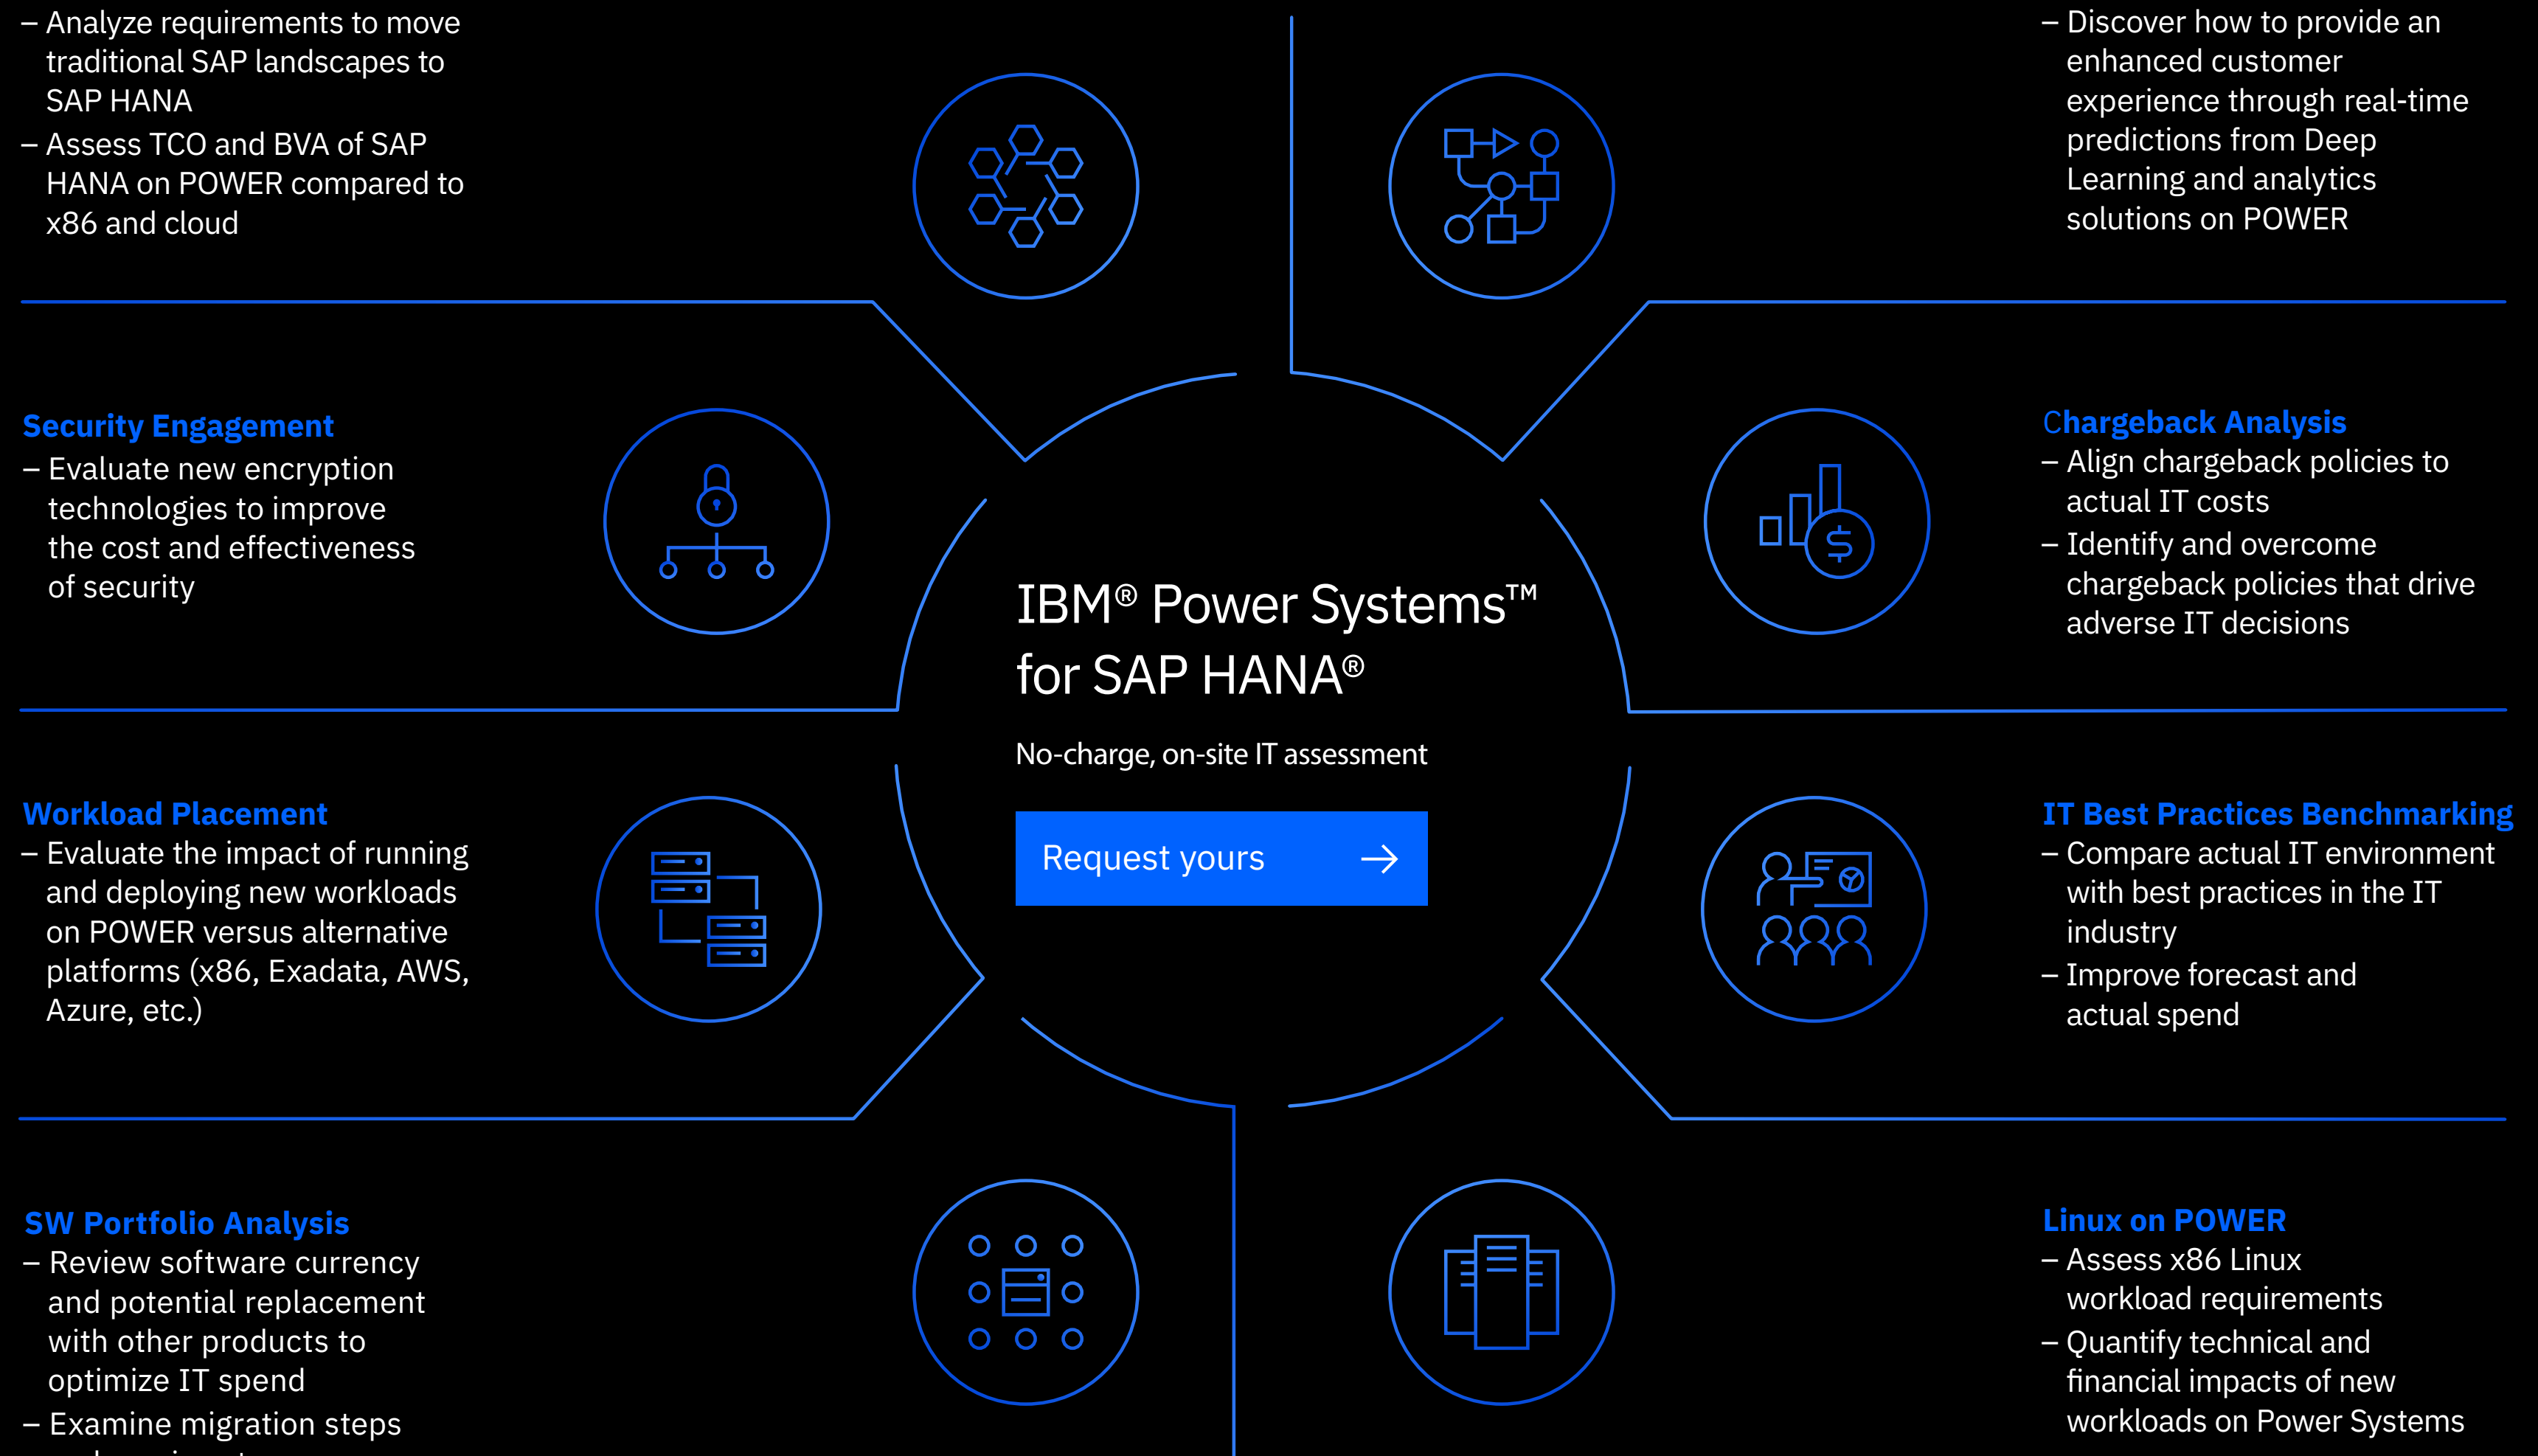 – Analyze requirements to move
traditional SAP landscapes to
SAP HANA
– Assess TCO and BVA of SAP
HANA on POWER compared to
x86 and cloud
– Discover how to provide an
enhanced customer
experience through real-time
predictions from Deep
Learning and analytics
solutions on POWER
Security Engagement
– Evaluate new encryption
technologies to improve
the cost and effectiveness
of security
Chargeback Analysis
– Align chargeback policies to
actual IT costs
– Identify and overcome
chargeback policies that drive
adverse IT decisions
IBM® Power Systems™
for SAP HANA®
No-charge, on-site IT assessment
Request yours →
Workload Placement
– Evaluate the impact of running
and deploying new workloads
on POWER versus alternative
platforms (x86, Exadata, AWS,
Azure, etc.)
IT Best Practices Benchmarking
– Compare actual IT environment
with best practices in the IT
industry
– Improve forecast and
actual spend
SW Portfolio Analysis
– Review software currency
and potential replacement
with other products to
optimize IT spend
– Examine migration steps
Linux on POWER
– Assess x86 Linux
workload requirements
– Quantify technical and
financial impacts of new
workloads on Power Systems